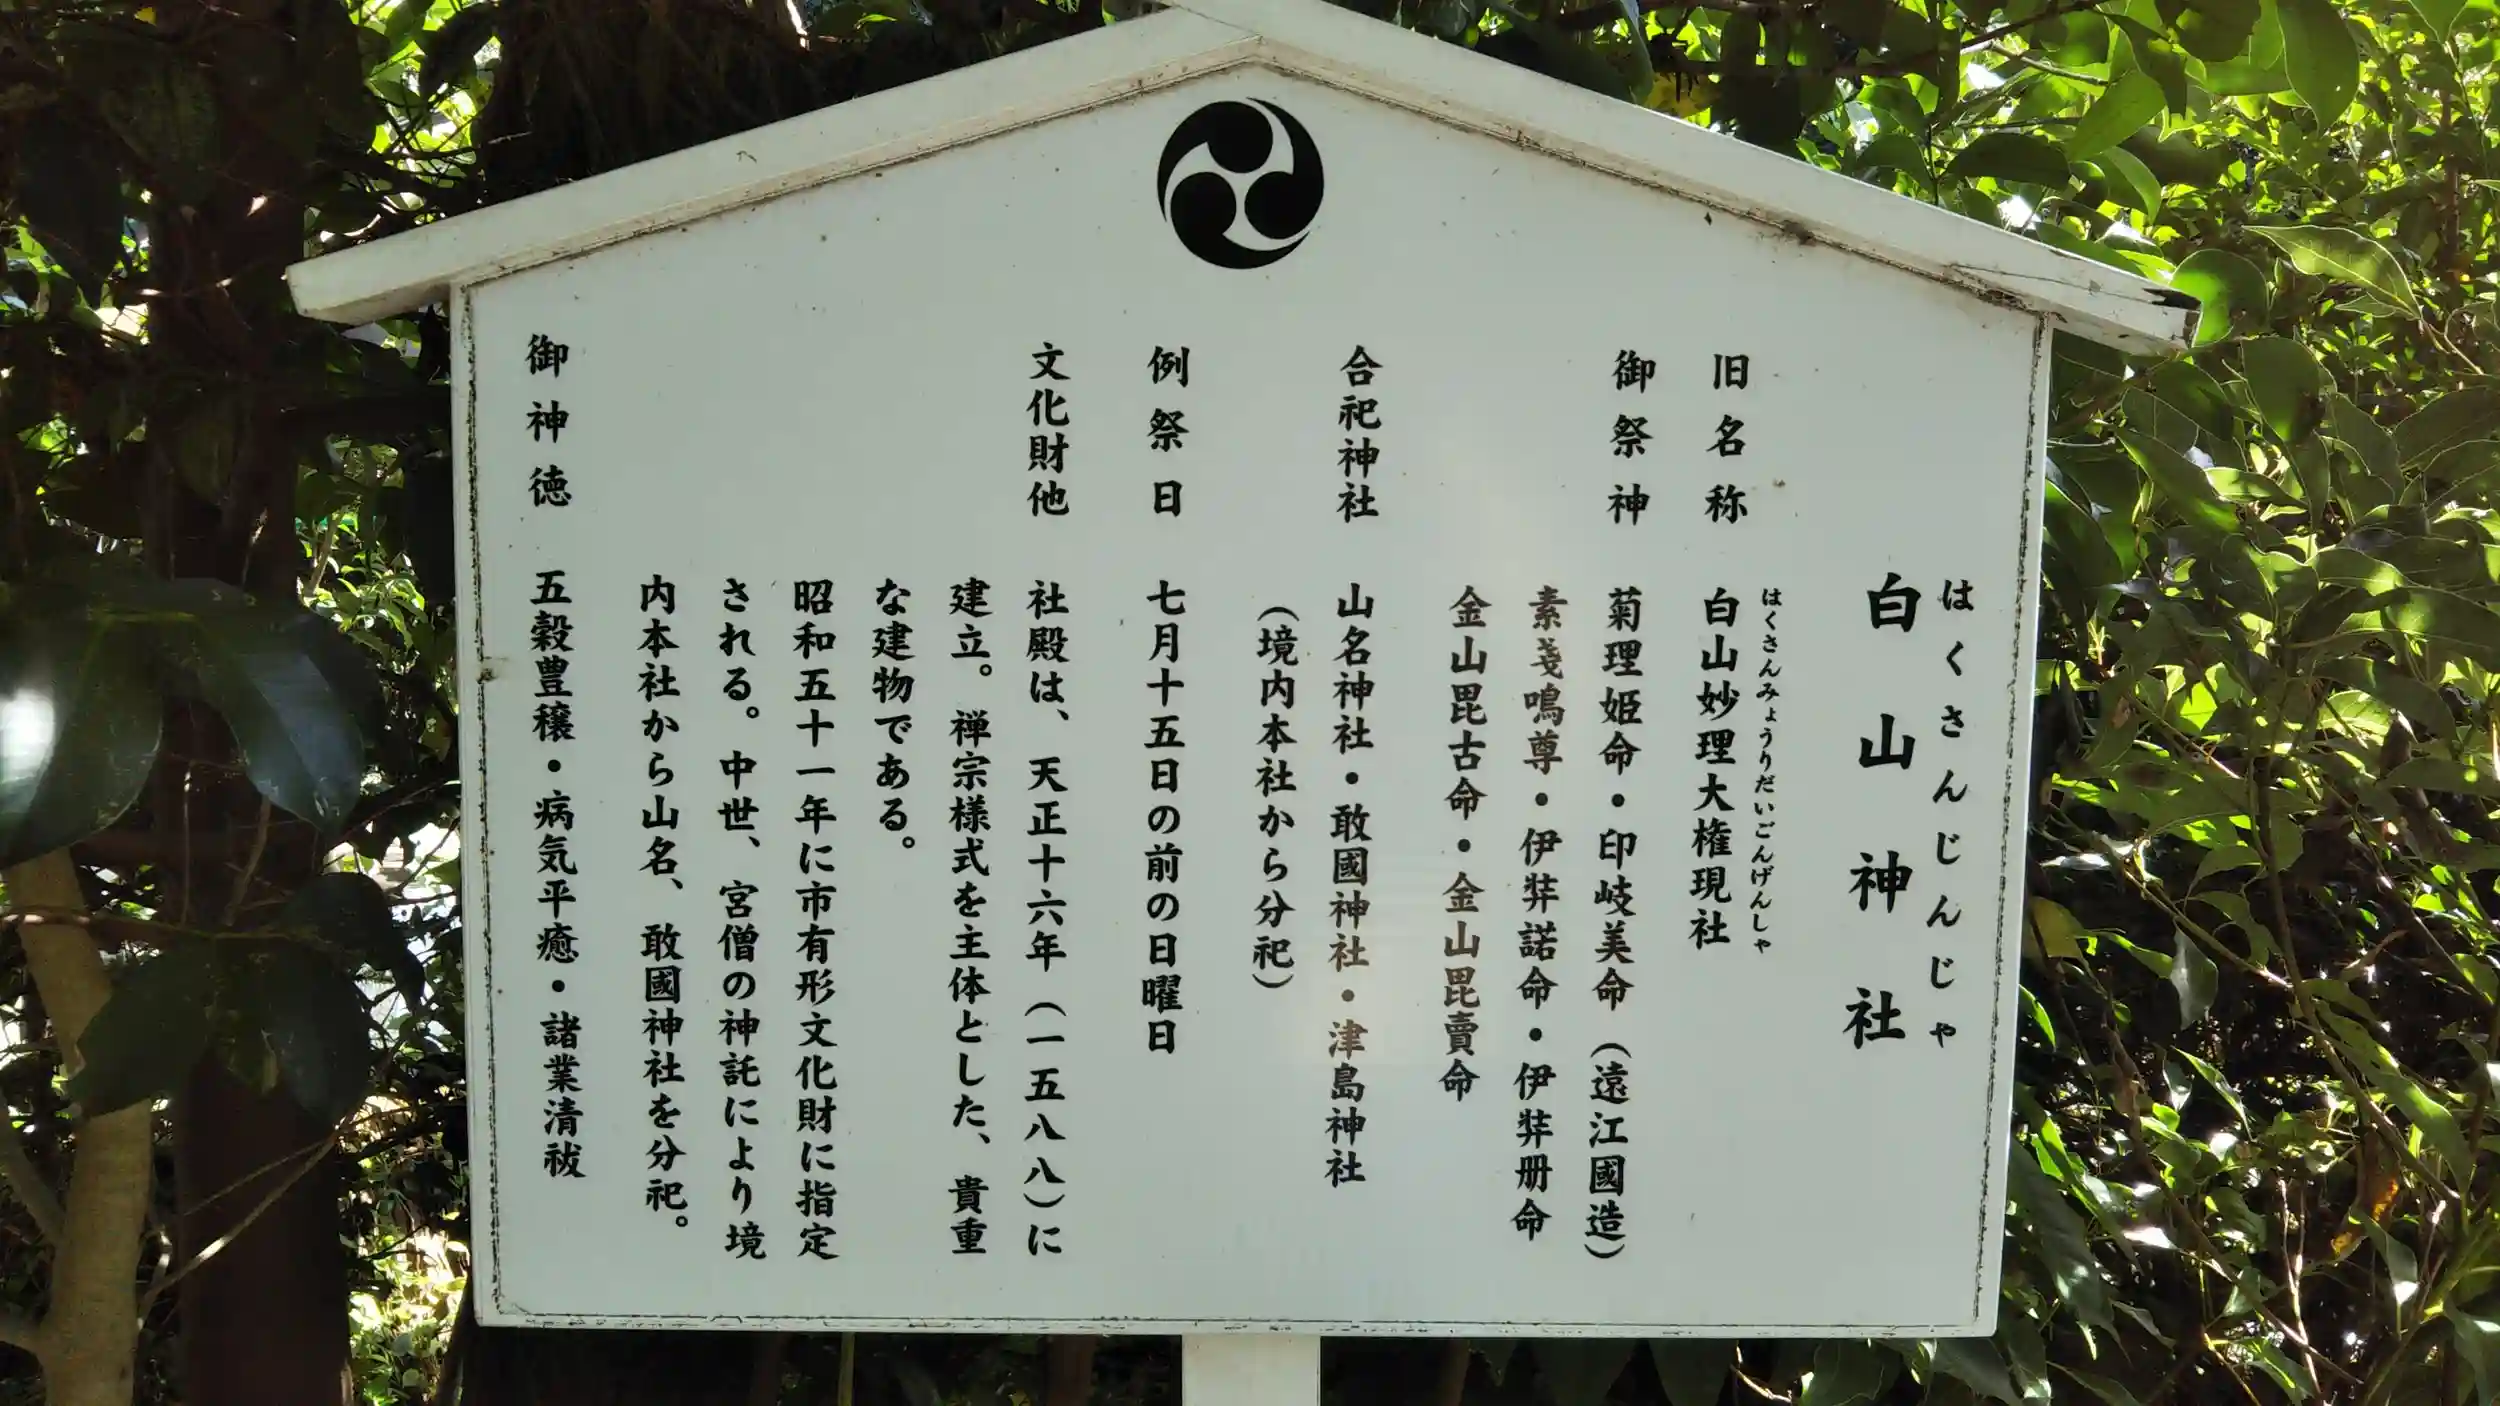 はくさんじんじゃ
白山神社
はくさんみょうりだいごんげんしゃ
旧名称 白山妙理大権現社
御祭神 菊理姫命・印岐美命（遠江國造）
素戔鳴尊・伊弉諾命・伊弉册命
金山毘古命・金山毘賣命
合祀神社 山名神社・敢國神社・津島神社
（境内本社から分祀）
例祭日 七月十五日の前の日曜日
文化財他 社殿は、天正十六年（一五八八）に
建立。禅宗様式を主体とした、貴重
な建物である。
昭和五十一年に市有形文化財に指定
される。中世、宮僧の神託により境
内本社から山名、敢國神社を分祀。
御神徳 五穀豊穣・病気平癒・諸業清祓